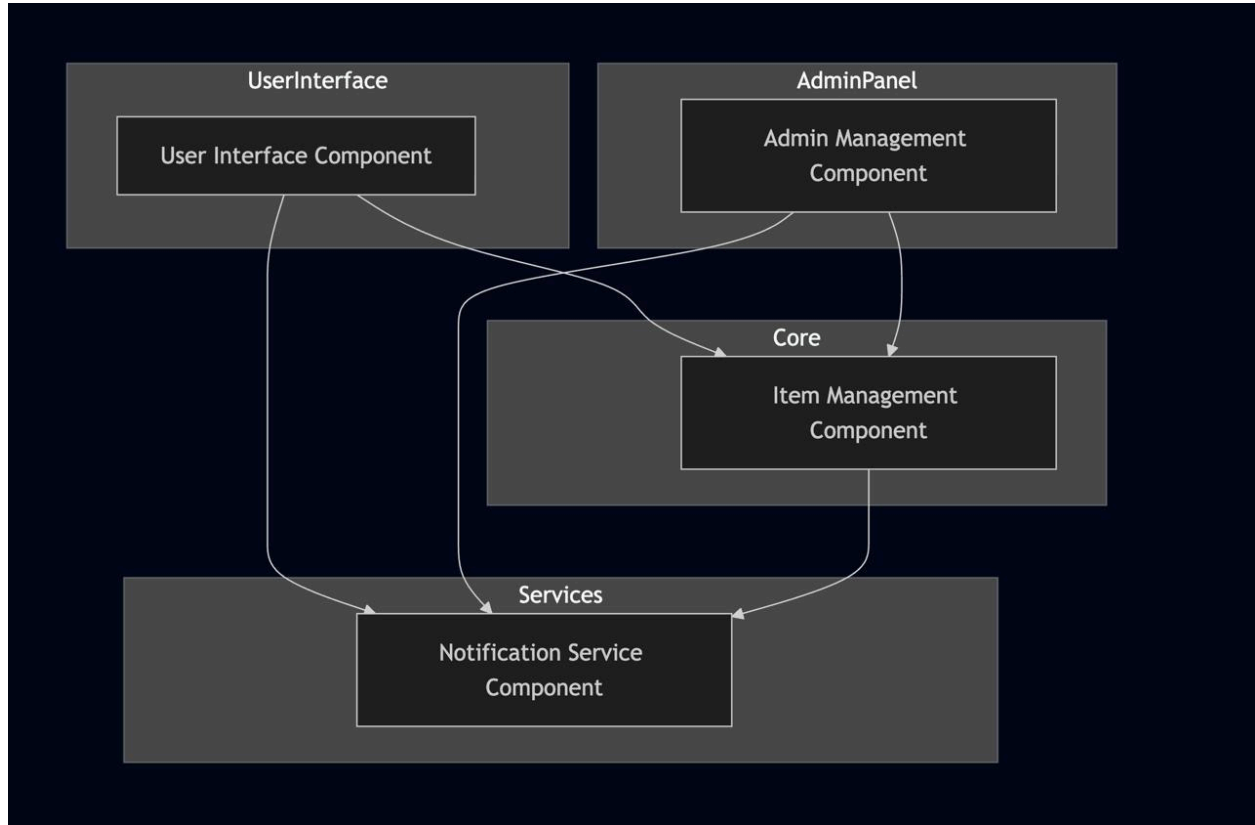 UserInterface
User Interface Component
AdminPanel
Admin Management
Component
Core
Item Management
Component
Services
Notification Service
Component